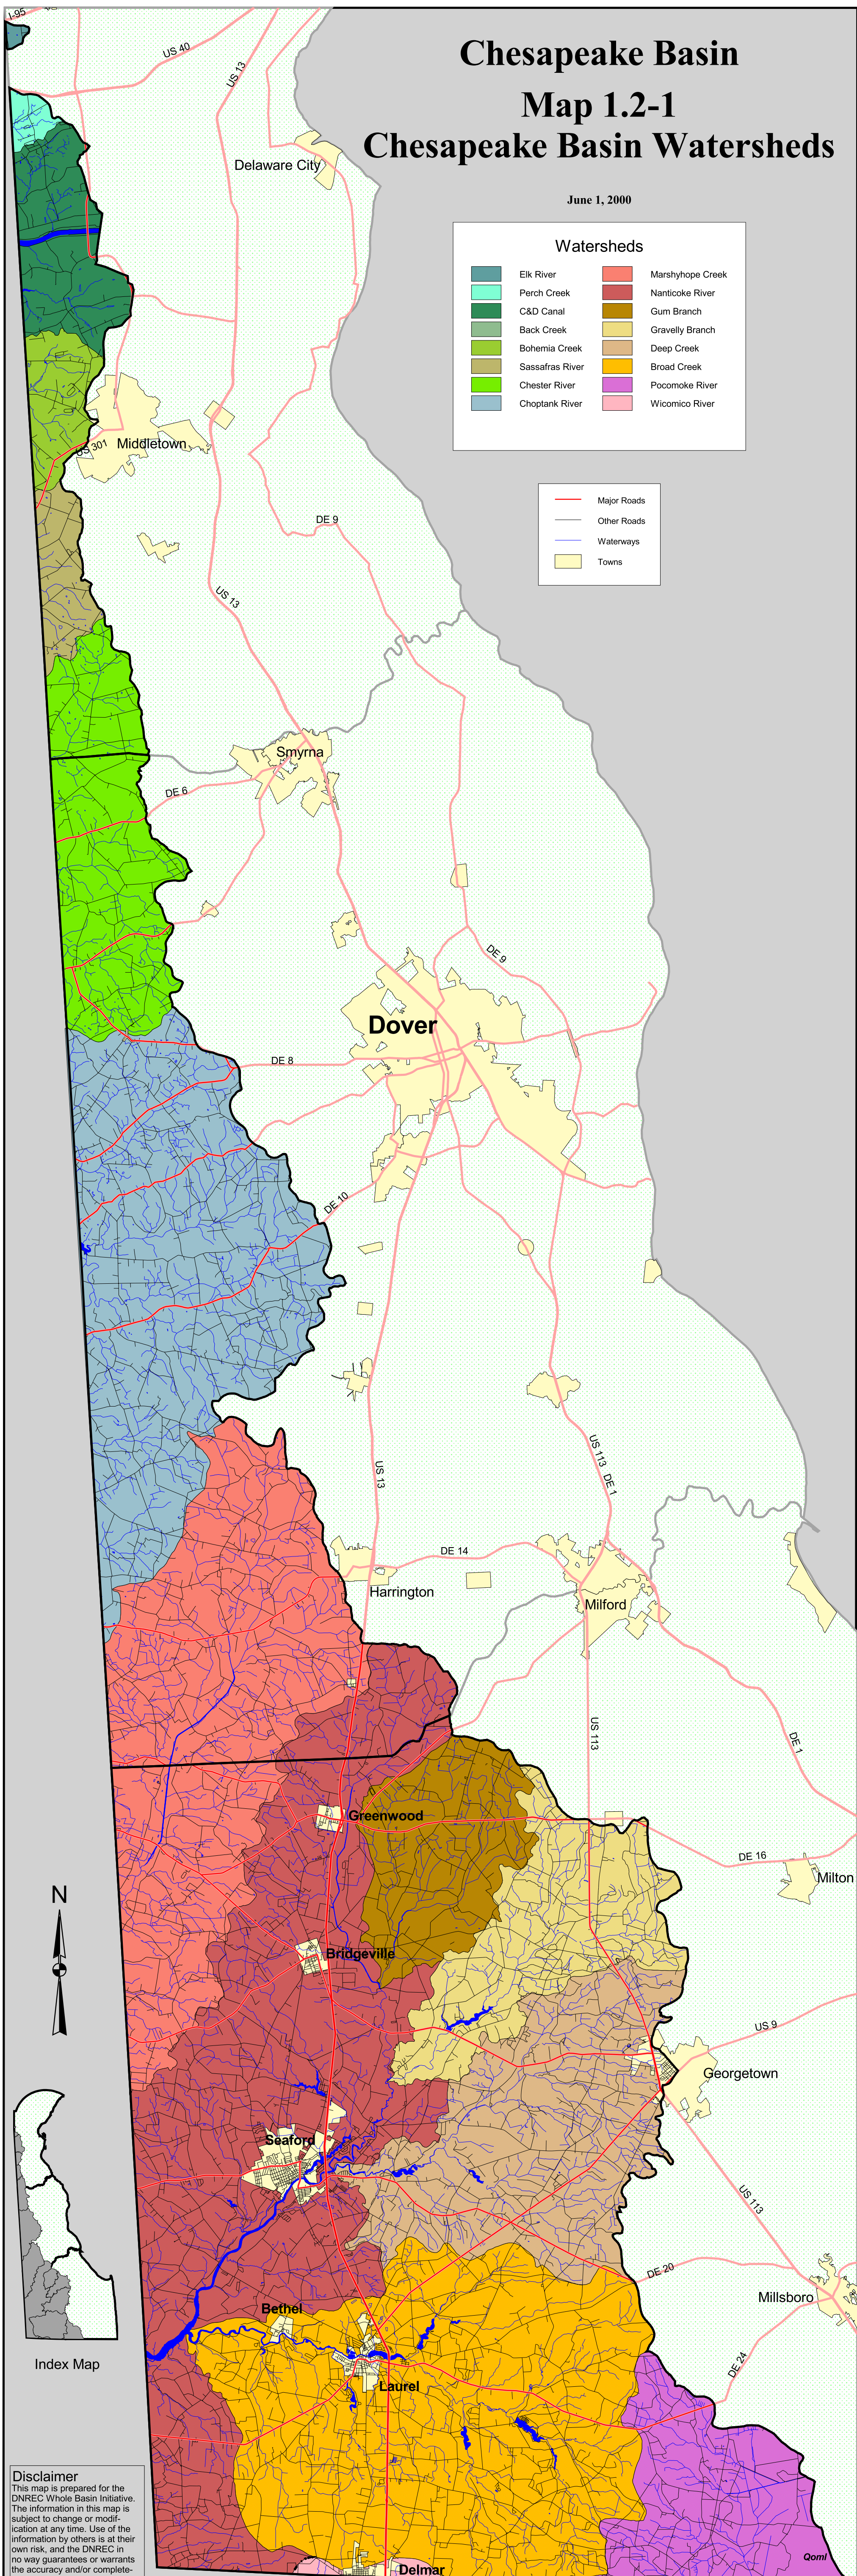 Chesapeake Basin
Map 1.2-1
Chesapeake Basin Watersheds
June 1, 2000
Watersheds
Elk River
Perch Creek
C&D Canal
Back Creek
Bohemia Creek
Sassafras River
Chester River
Choptank River
Marshyhope Creek
Nanticoke River
Gum Branch
Gravelly Branch
Deep Creek
Broad Creek
Pocomoke River
Wicomico River
Major Roads
Other Roads
Waterways
Towns
I-95
US 40
US 13
Delaware City
US 301
Middletown
DE 9
US 13
Smyrna
DE 6
DE 9
Dover
DE 8
DE 10
US 13
US 113
DE 1
DE 14
Harrington
Milford
US 113
DE 1
Greenwood
DE 16
Milton
Bridgeville
US 9
Georgetown
Seaford
US 113
DE 20
Millsboro
Bethel
DE 24
Laurel
Qoml
Delmar
N
Index Map
Disclaimer
This map is prepared for the
DNREC Whole Basin Initiative.
The information in this map is
subject to change or modif-
ication at any time. Use of the
information by others is at their
own risk, and the DNREC in
no way guarantees or warrants
the accuracy and/or complete-